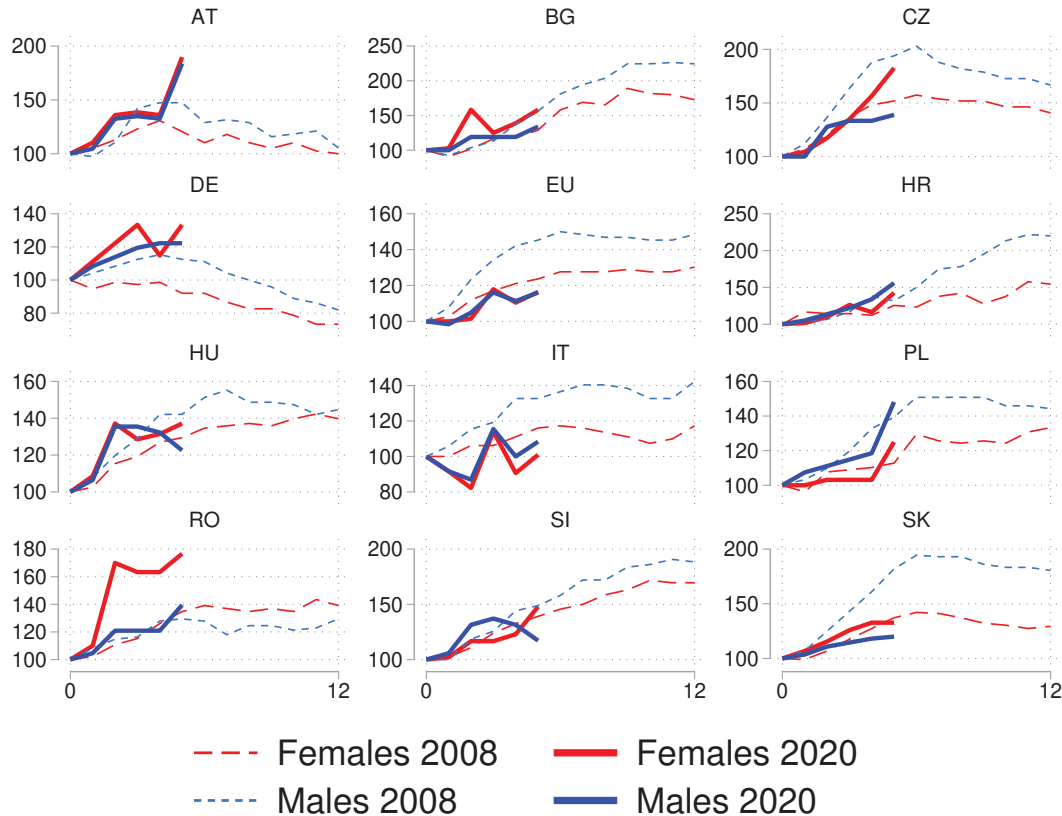 AT BG CZ
200 250 200
200
150 150
150
100 100 100
DE EU HR
140 160 250
120 140 200
100 120 150
80 100 100
HU IT PL
160 140 160
140 120 140
120 100 120
100 80 100
RO SI SK
180 200 200
160
140 150 150
120
100 100 100
0 12 0 12 0 12
Females 2008 Females 2020
Males 2008 Males 2020